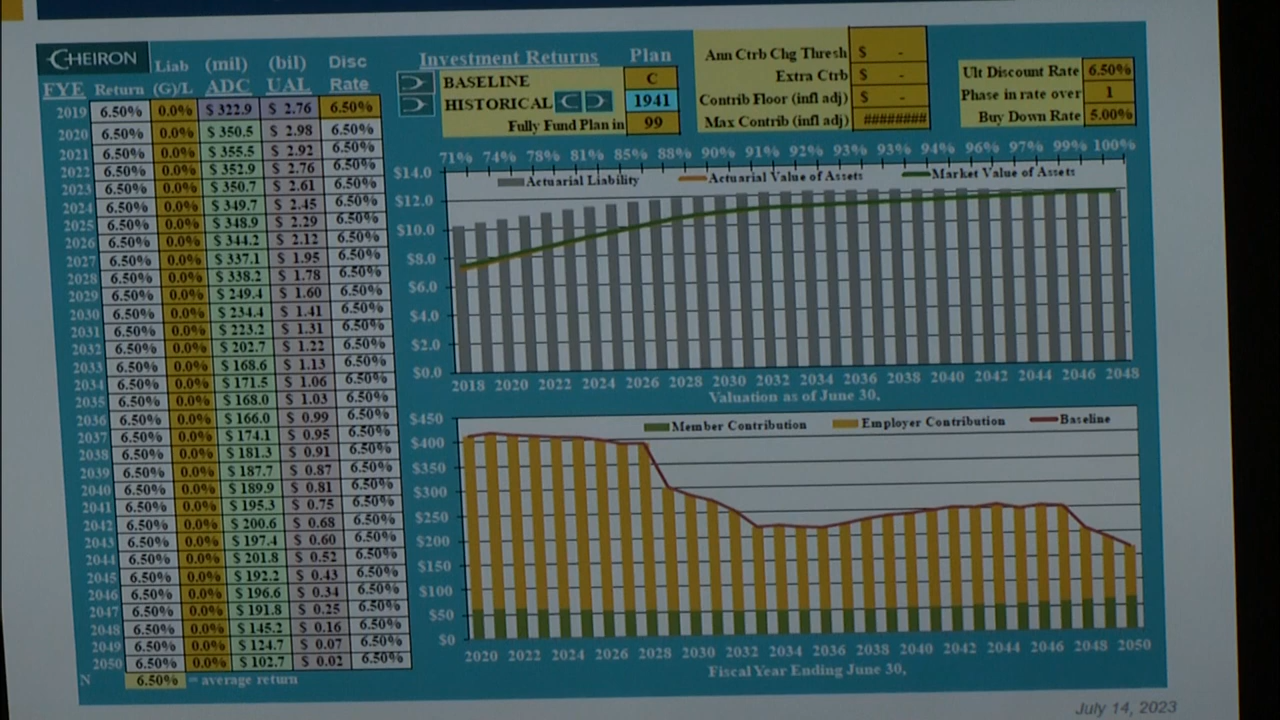 CHEIRON
FYE Return Liab (G)/L (mil) ADC (bil) UAL Disc Rate
2019 6.50% 0.0% $ 322.9 $ 2.76 6.50%
2020 6.50% 0.0% $ 350.5 $ 2.98 6.50%
2021 6.50% 0.0% $ 355.5 $ 2.92 6.50%
2022 6.50% 0.0% $ 352.9 $ 2.76 6.50%
2023 6.50% 0.0% $ 350.7 $ 2.61 6.50%
2024 6.50% 0.0% $ 349.7 $ 2.45 6.50%
2025 6.50% 0.0% $ 348.9 $ 2.29 6.50%
2026 6.50% 0.0% $ 344.2 $ 2.12 6.50%
2027 6.50% 0.0% $ 337.1 $ 1.95 6.50%
2028 6.50% 0.0% $ 338.2 $ 1.78 6.50%
2029 6.50% 0.0% $ 249.4 $ 1.60 6.50%
2030 6.50% 0.0% $ 234.4 $ 1.41 6.50%
2031 6.50% 0.0% $ 223.2 $ 1.31 6.50%
2032 6.50% 0.0% $ 202.7 $ 1.22 6.50%
2033 6.50% 0.0% $ 168.6 $ 1.13 6.50%
2034 6.50% 0.0% $ 171.5 $ 1.06 6.50%
2035 6.50% 0.0% $ 168.0 $ 1.03 6.50%
2036 6.50% 0.0% $ 166.0 $ 0.99 6.50%
2037 6.50% 0.0% $ 174.1 $ 0.95 6.50%
2038 6.50% 0.0% $ 181.3 $ 0.91 6.50%
2039 6.50% 0.0% $ 187.7 $ 0.87 6.50%
2040 6.50% 0.0% $ 189.9 $ 0.81 6.50%
2041 6.50% 0.0% $ 195.3 $ 0.75 6.50%
2042 6.50% 0.0% $ 200.6 $ 0.68 6.50%
2043 6.50% 0.0% $ 197.4 $ 0.60 6.50%
2044 6.50% 0.0% $ 201.8 $ 0.52 6.50%
2045 6.50% 0.0% $ 192.2 $ 0.43 6.50%
2046 6.50% 0.0% $ 196.6 $ 0.34 6.50%
2047 6.50% 0.0% $ 191.8 $ 0.25 6.50%
2048 6.50% 0.0% $ 145.2 $ 0.16 6.50%
2049 6.50% 0.0% $ 124.7 $ 0.07 6.50%
2050 6.50% 0.0% $ 102.7 $ 0.02 6.50%
N 6.50% = average return
Investment Returns Plan
BASELINE C
HISTORICAL 1941
Fully Fund Plan in 99
Ann Ctrb Chg Thresh $ -
Extra Ctrb $ -
Contrib Floor (infl adj) $ -
Max Contrib (infl adj) ########
Ult Discount Rate 6.50%
Phase in rate over 1
Buy Down Rate 5.00%
71% 74% 78% 81% 85% 88% 90% 91% 92% 93% 93% 94% 96% 97% 99% 100%
Actuarial Liability Actuarial Value of Assets Market Value of Assets
$14.0
$12.0
$10.0
$8.0
$6.0
$4.0
$2.0
$0.0
2018 2020 2022 2024 2026 2028 2030 2032 2034 2036 2038 2040 2042 2044 2046 2048
Valuation as of June 30,
Member Contribution Employer Contribution Baseline
$450
$400
$350
$300
$250
$200
$150
$100
$50
$0
2020 2022 2024 2026 2028 2030 2032 2034 2036 2038 2040 2042 2044 2046 2048 2050
Fiscal Year Ending June 30,
July 14, 2023